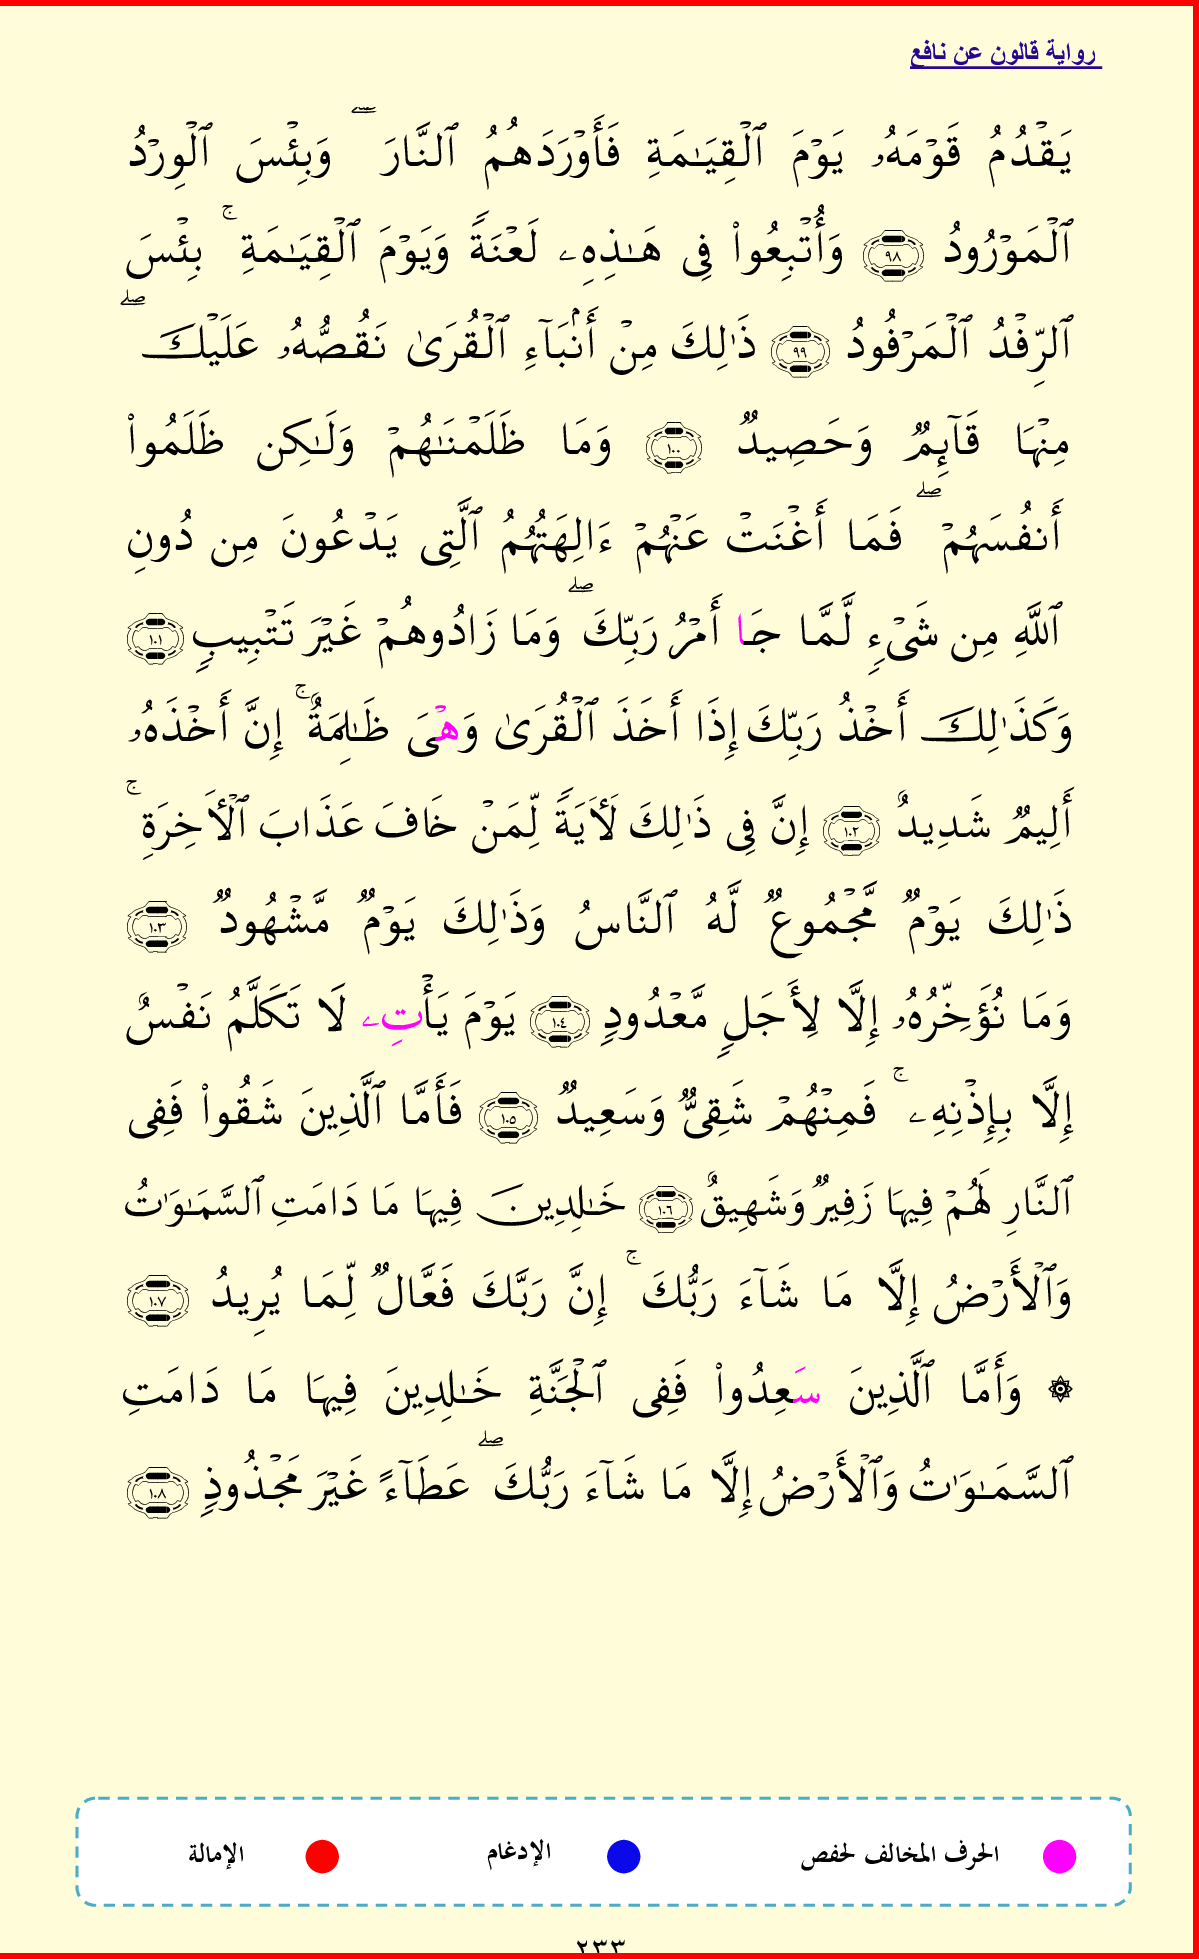 رواية قالون عن نافع
يَقْدُمُ قَوْمَهُۥ يَوْمَ ٱلْقِيَٰمَةِ فَأَوْرَدَهُمُ ٱلنَّارَ ۖ وَبِئْسَ ٱلْوِرْدُ
ٱلْمَوْرُودُ ٩٨ وَأُتْبِعُوا۟ فِى هَٰذِهِۦ لَعْنَةً وَيَوْمَ ٱلْقِيَٰمَةِ ۚ بِئْسَ
ٱلرِّفْدُ ٱلْمَرْفُودُ ٩٩ ذَٰلِكَ مِنْ أَنۢبَآءِ ٱلْقُرَىٰ نَقُصُّهُۥ عَلَيْكَ ۖ
مِنْهَا قَآئِمٌ وَحَصِيدٌ ١٠٠ وَمَا ظَلَمْنَٰهُمْ وَلَٰكِن ظَلَمُوا۟
أَنفُسَهُمْ ۖ فَمَا أَغْنَتْ عَنْهُمْ ءَالِهَتُهُمُ ٱلَّتِى يَدْعُونَ مِن دُونِ
ٱللَّهِ مِن شَىْءٍ لَّمَّا جَا أَمْرُ رَبِّكَ ۖ وَمَا زَادُوهُمْ غَيْرَ تَتْبِيبٍ ١٠١
وَكَذَٰلِكَ أَخْذُ رَبِّكَ إِذَا أَخَذَ ٱلْقُرَىٰ وَهْىَ ظَٰلِمَةٌ ۚ إِنَّ أَخْذَهُۥ
أَلِيمٌ شَدِيدٌ ١٠٢ إِنَّ فِى ذَٰلِكَ لَأٓيَةً لِّمَنْ خَافَ عَذَابَ ٱلْأٓخِرَةِ ۚ
ذَٰلِكَ يَوْمٌ مَّجْمُوعٌ لَّهُ ٱلنَّاسُ وَذَٰلِكَ يَوْمٌ مَّشْهُودٌ ١٠٣
وَمَا نُؤَخِّرُهُۥ إِلَّا لِأَجَلٍ مَّعْدُودٍ ١٠٤ يَوْمَ يَأْتِۦ لَا تَكَلَّمُ نَفْسٌ
إِلَّا بِإِذْنِهِۦ ۚ فَمِنْهُمْ شَقِىٌّ وَسَعِيدٌ ١٠٥ فَأَمَّا ٱلَّذِينَ شَقُوا۟ فَفِى
ٱلنَّارِ لَهُمْ فِيهَا زَفِيرٌ وَشَهِيقٌ ١٠٦ خَٰلِدِينَ فِيهَا مَا دَامَتِ ٱلسَّمَٰوَٰتُ
وَٱلْأَرْضُ إِلَّا مَا شَآءَ رَبُّكَ ۚ إِنَّ رَبَّكَ فَعَّالٌ لِّمَا يُرِيدُ ١٠٧
۞ وَأَمَّا ٱلَّذِينَ سَعِدُوا۟ فَفِى ٱلْجَنَّةِ خَٰلِدِينَ فِيهَا مَا دَامَتِ
ٱلسَّمَٰوَٰتُ وَٱلْأَرْضُ إِلَّا مَا شَآءَ رَبُّكَ ۖ عَطَآءً غَيْرَ مَجْذُوذٍ ١٠٨
الحرف المخالف لحفص الإدغام الإمالة
٢٣٣